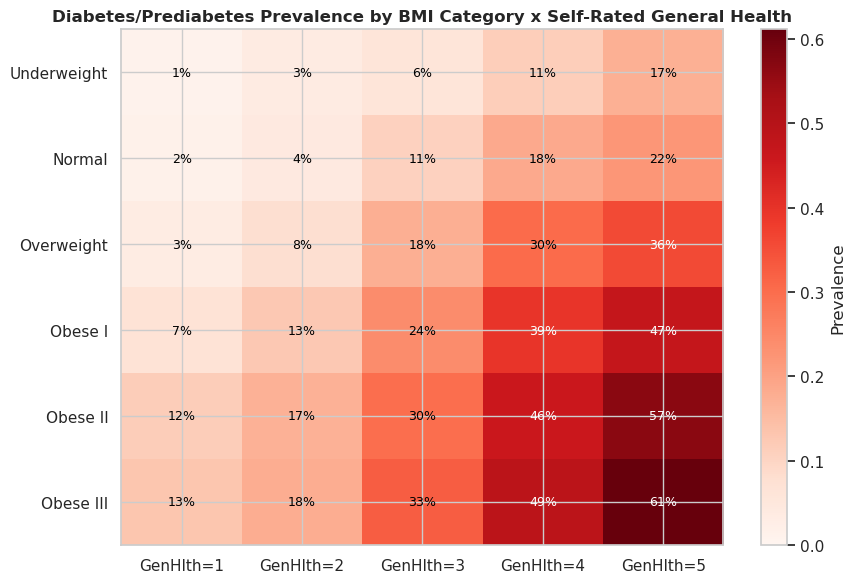 Diabetes/Prediabetes Prevalence by BMI Category x Self-Rated General Health
Underweight 1% 3% 6% 11% 17%
Normal 2% 4% 11% 18% 22%
Overweight 3% 8% 18% 30% 36%
Obese I 7% 13% 24% 39% 47%
Obese II 12% 17% 30% 46% 57%
Obese III 13% 18% 33% 49% 61%
GenHlth=1 GenHlth=2 GenHlth=3 GenHlth=4 GenHlth=5
0.6
0.5
0.4
0.3
0.2
0.1
0.0
Prevalence